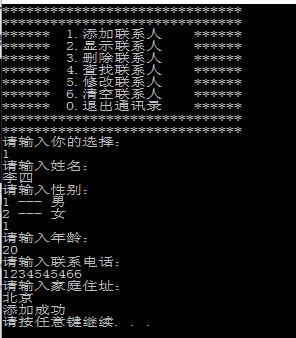 ******************************
******************************
******  1.添加联系人    ******
******  2.显示联系人    ******
******  3.删除联系人    ******
******  4.查找联系人    ******
******  5.修改联系人    ******
******  6.清空联系人    ******
******  0.退出通讯录    ******
******************************
******************************
请输入你的选择：
1
请输入姓名：
李四
请输入性别：
1 --- 男
2 --- 女
1
请输入年龄：
20
请输入联系电话：
1234545466
请输入家庭住址：
北京
添加成功
请按任意键继续. . .